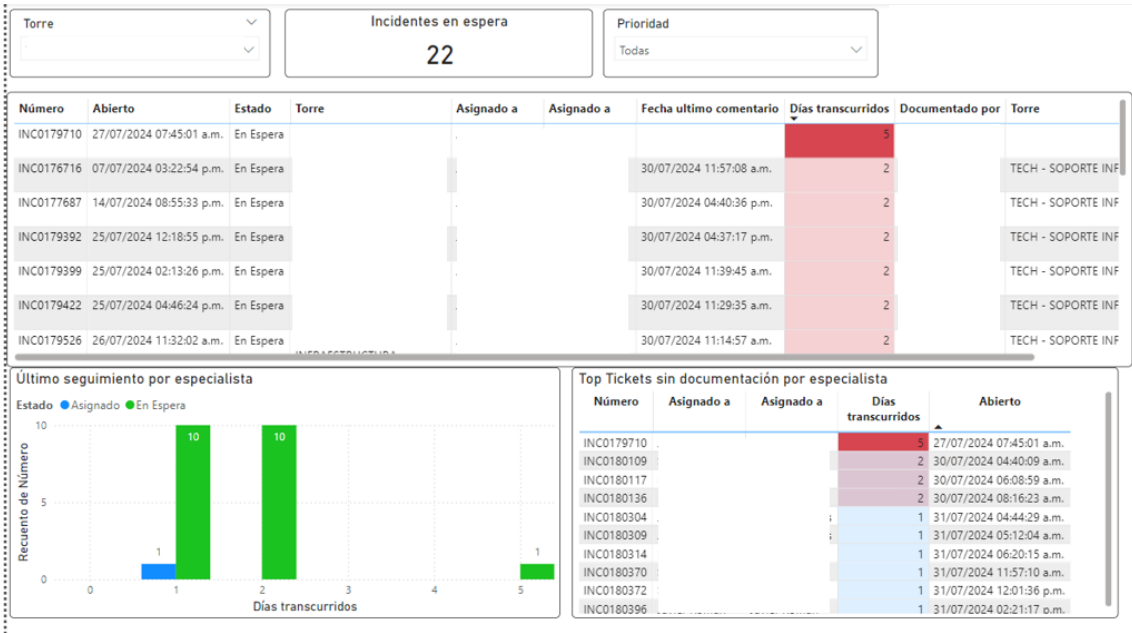 Torre
Incidentes en espera
22
Prioridad
Todas
Número Abierto Estado Torre Asignado a Asignado a Fecha ultimo comentario Días transcurridos Documentado por Torre
INC0179710 27/07/2024 07:45:01 a.m. En Espera 5
INC0176716 07/07/2024 03:22:54 p.m. En Espera 30/07/2024 11:57:08 a.m. 2 TECH - SOPORTE INF
INC0177687 14/07/2024 08:55:33 p.m. En Espera 30/07/2024 04:40:36 p.m. 2 TECH - SOPORTE INF
INC0179392 25/07/2024 12:18:55 p.m. En Espera 30/07/2024 04:37:17 p.m. 2 TECH - SOPORTE INF
INC0179399 25/07/2024 02:13:26 p.m. En Espera 30/07/2024 11:39:45 a.m. 2 TECH - SOPORTE INF
INC0179422 25/07/2024 04:46:24 p.m. En Espera 30/07/2024 11:29:35 a.m. 2 TECH - SOPORTE INF
INC0179526 26/07/2024 11:32:02 a.m. En Espera 30/07/2024 11:14:57 a.m. 2 TECH - SOPORTE INF
Último seguimiento por especialista
Estado Asignado En Espera
Recuento de Número
10
5
0
1
10
10
1
0 1 2 3 4 5
Días transcurridos
Top Tickets sin documentación por especialista
Número Asignado a Asignado a Días transcurridos Abierto
INC0179710 5 27/07/2024 07:45:01 a.m.
INC0180109 2 30/07/2024 04:40:09 a.m.
INC0180117 2 30/07/2024 06:08:59 a.m.
INC0180136 2 30/07/2024 08:16:23 a.m.
INC0180304 1 31/07/2024 04:44:29 a.m.
INC0180309 1 31/07/2024 05:12:04 a.m.
INC0180314 1 31/07/2024 06:20:15 a.m.
INC0180370 1 31/07/2024 11:57:10 a.m.
INC0180372 1 31/07/2024 12:01:36 p.m.
INC0180396 1 31/07/2024 02:21:17 p.m.